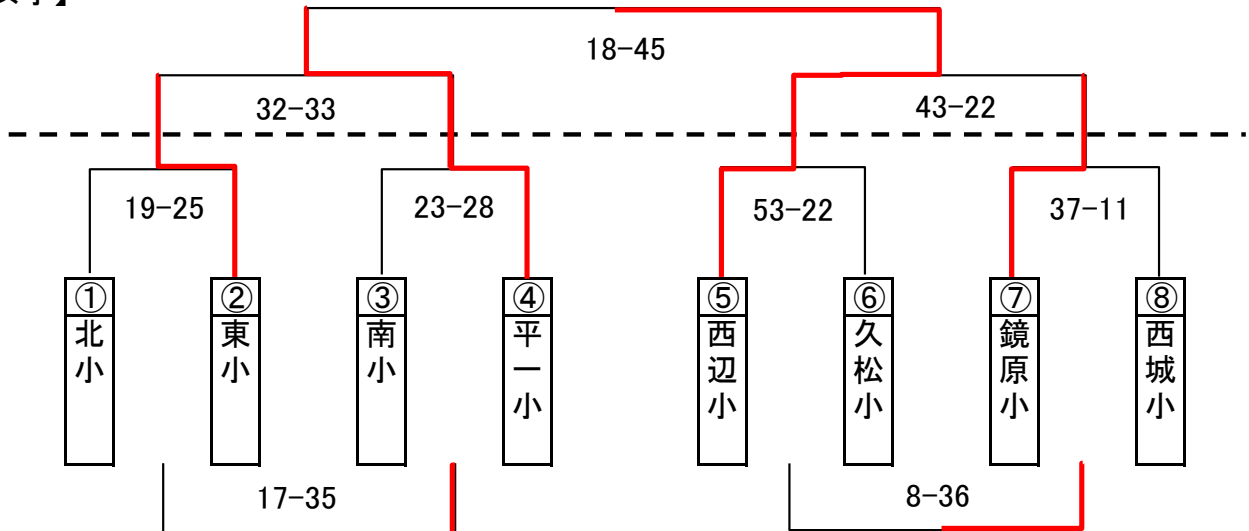 18-45
32-33
43-22
19-25
23-28
53-22
37-11
①北小
②東小
③南小
④平一小
⑤西辺小
⑥久松小
⑦鏡原小
⑧西城小
17-35
8-36